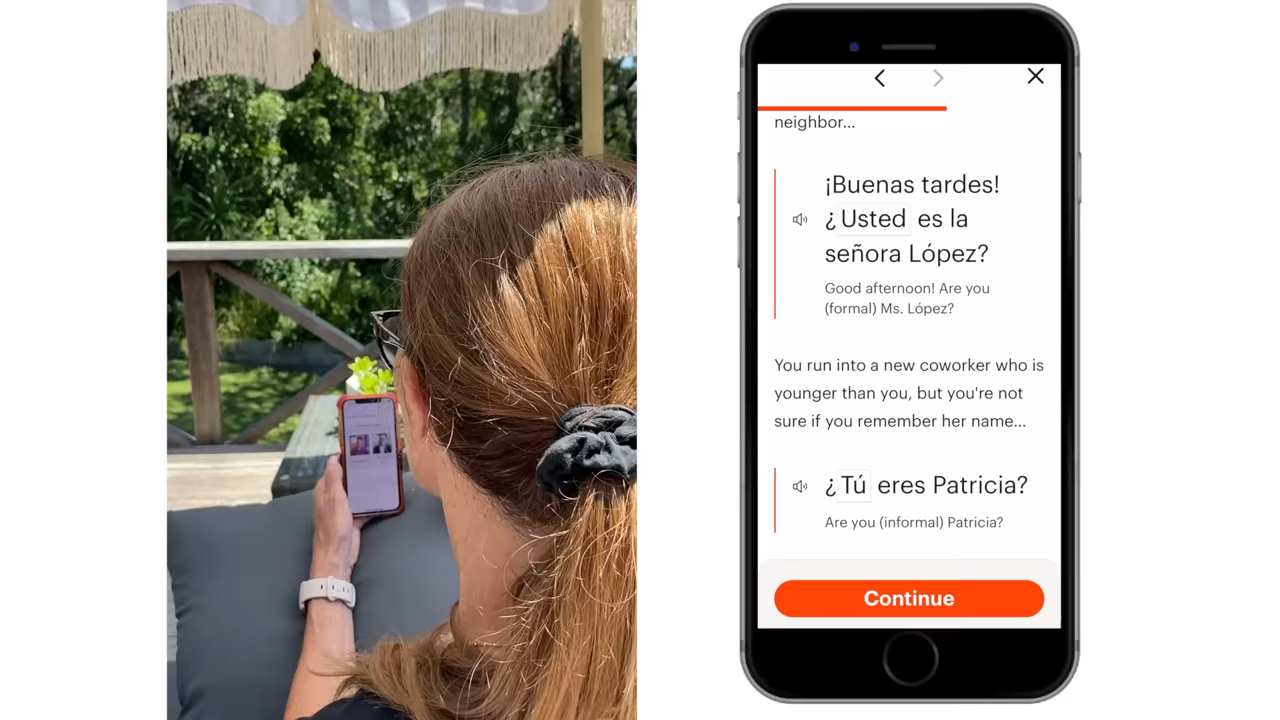 neighbor...
¡Buenas tardes!
¿Usted es la
señora López?
Good afternoon! Are you
(formal) Ms. López?
You run into a new coworker who is
younger than you, but you're not
sure if you remember her name...
¿Tú eres Patricia?
Are you (informal) Patricia?
Continue